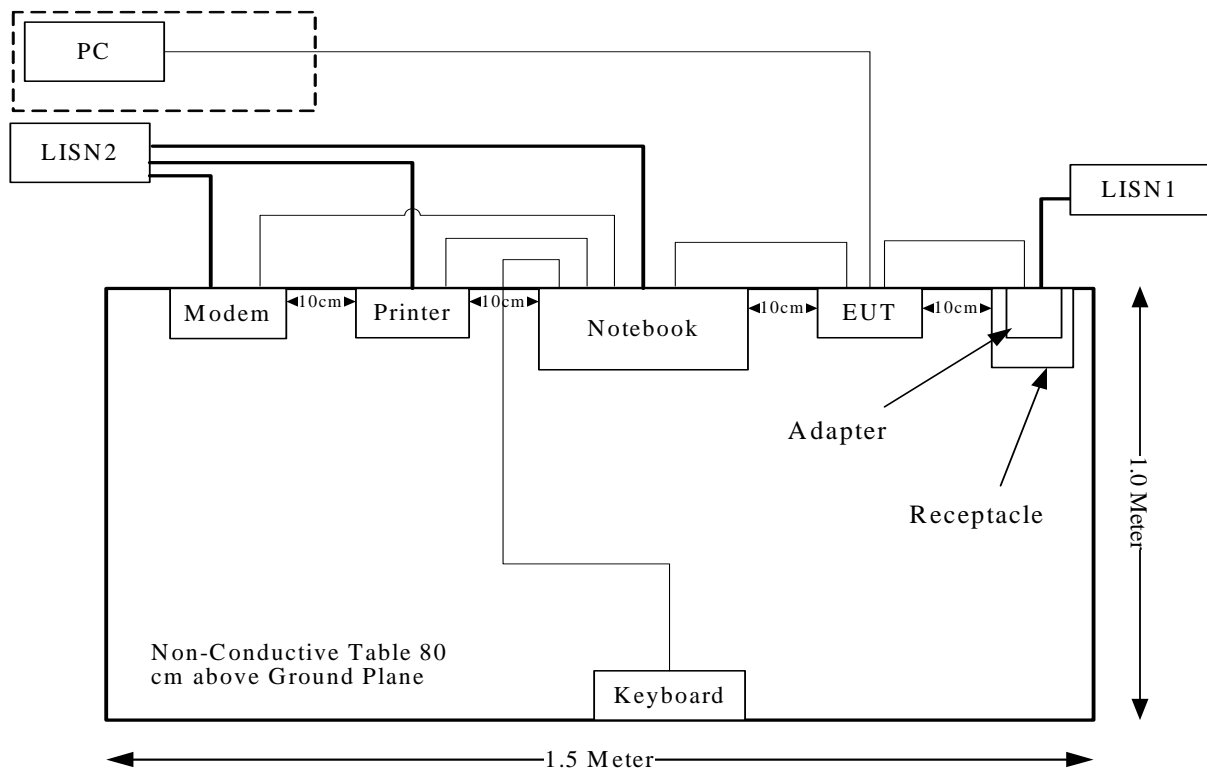 PC
LISN2
LISN1
Modem
10cm
Printer
10cm
Notebook
10cm
EUT
10cm
Adapter
Receptacle
1.0 Meter
Non-Conductive Table 80
cm above Ground Plane
Keyboard
1.5 Meter